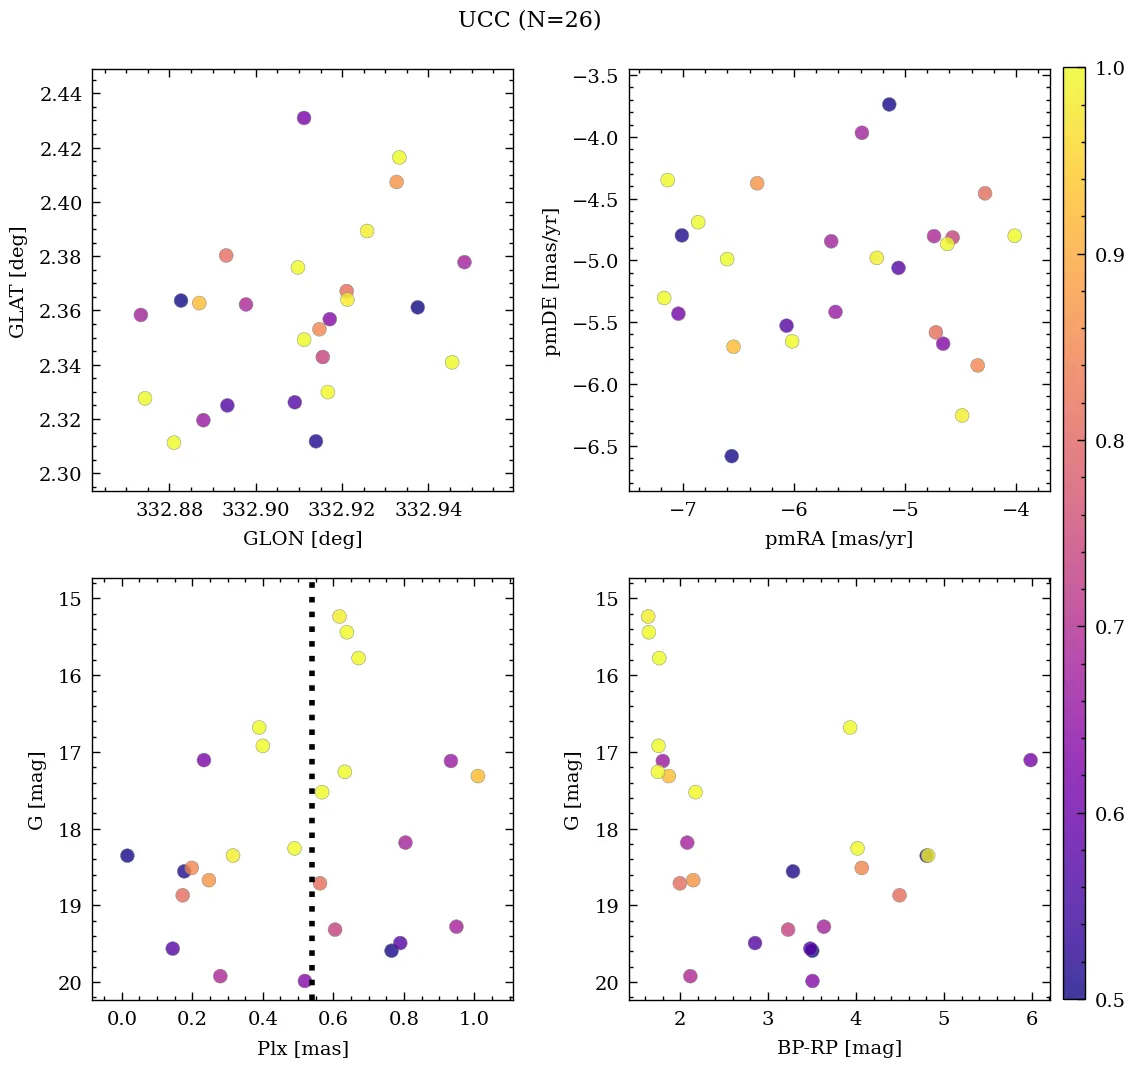 UCC (N=26)
2.44
2.42
2.40
2.38
2.36
2.34
2.32
2.30
GLAT [deg]
332.88 332.90 332.92 332.94
GLON [deg]
−3.5
−4.0
−4.5
−5.0
−5.5
−6.0
−6.5
pmDE [mas/yr]
−7 −6 −5 −4
pmRA [mas/yr]
15
16
17
18
19
20
G [mag]
0.0 0.2 0.4 0.6 0.8 1.0
Plx [mas]
15
16
17
18
19
20
G [mag]
2 3 4 5 6
BP-RP [mag]
1.0
0.9
0.8
0.7
0.6
0.5